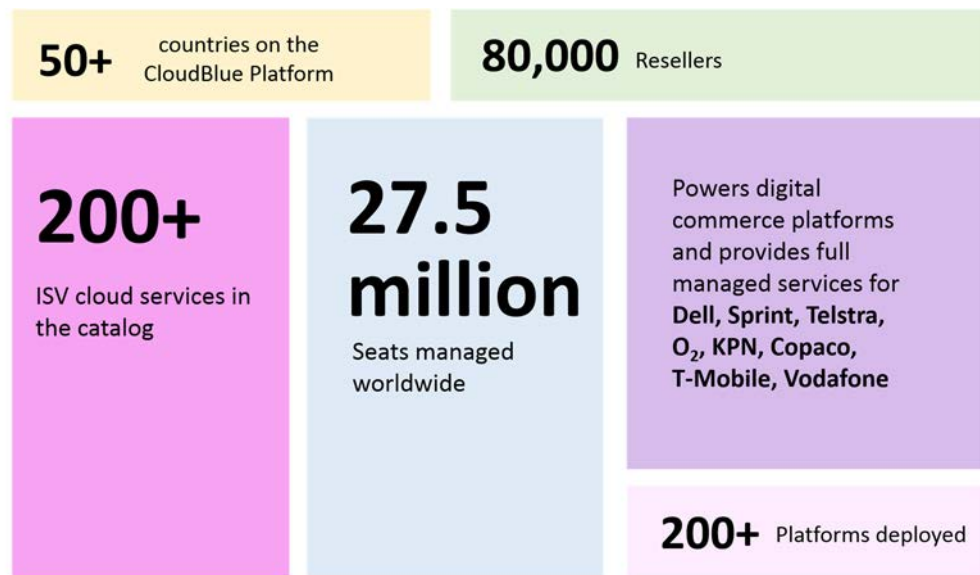 50+
countries on the
CloudBlue Platform
80,000 Resellers
200+
ISV cloud services in
the catalog
27.5
million
Seats managed
worldwide
Powers digital
commerce platforms
and provides full
managed services for
Dell, Sprint, Telstra,
O₂, KPN, Copaco,
T-Mobile, Vodafone
200+ Platforms deployed